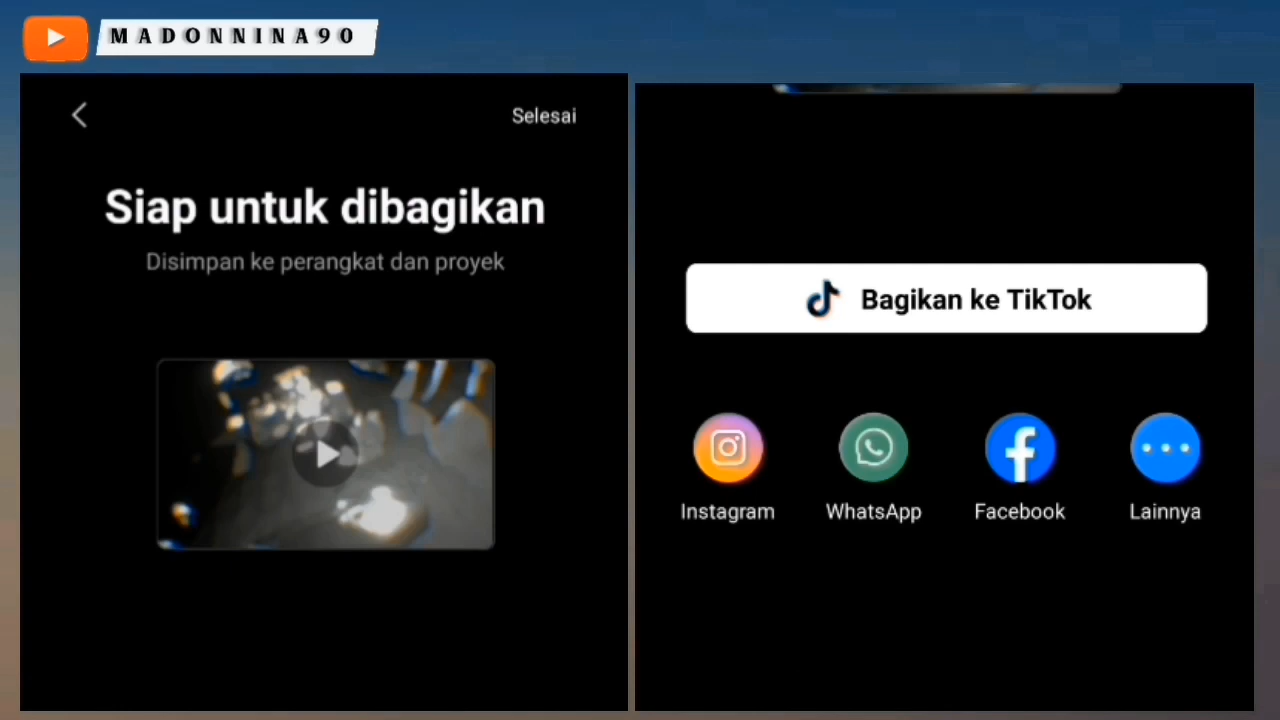 MADONNINA90
Selesai
Siap untuk dibagikan
Disimpan ke perangkat dan proyek
Bagikan ke TikTok
Instagram
WhatsApp
Facebook
Lainnya